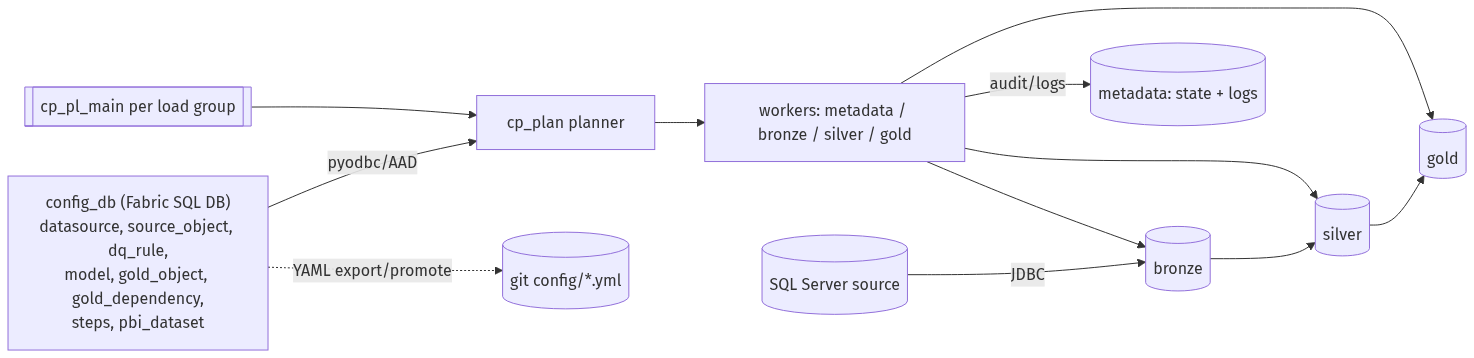 cp_pl_main per load group
config_db (Fabric SQL DB)
datasource, source_object,
dq_rule,
model, gold_object,
gold_dependency,
steps, pbi_dataset
pyodbc/AAD
YAML export/promote
cp_plan planner
git config/*.yml
workers: metadata /
bronze / silver / gold
audit/logs
metadata: state + logs
SQL Server source
JDBC
bronze
silver
gold